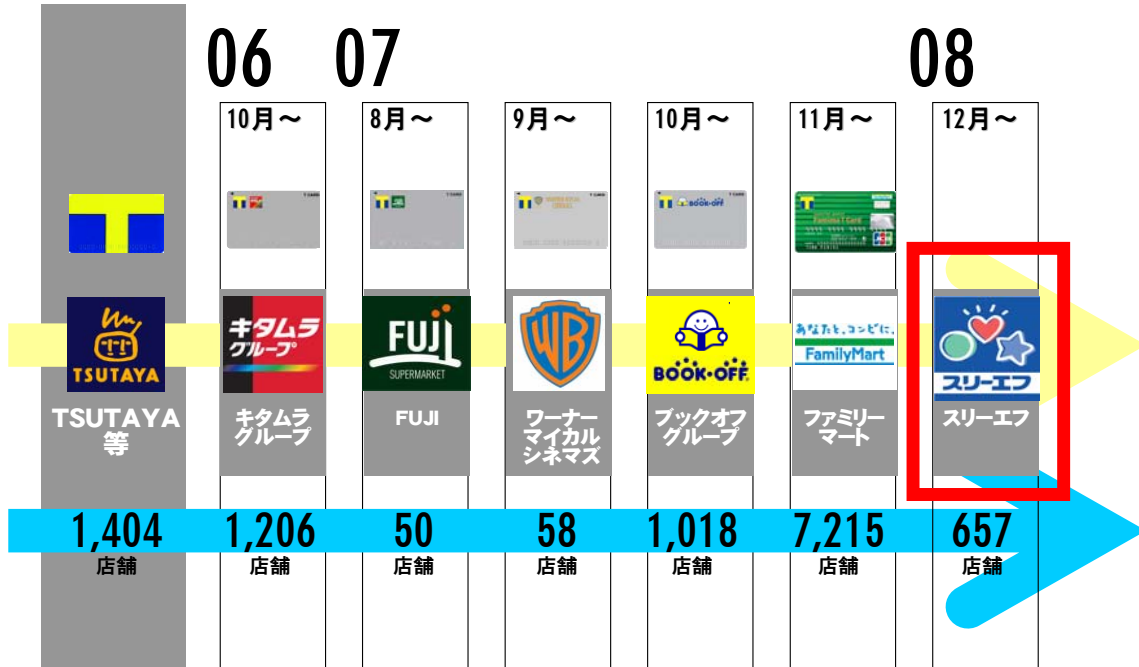 06
07
08
10月～
8月～
9月～
10月～
11月～
12月～
T
T
T
T
BOOK·OFF
Famima T Card
JCB
TSUTAYA
キタムラ
グループ
FUJI
SUPERMARKET
WB
BOOK·OFF
あなたと、コンビに、
FamilyMart
スリーエフ
TSUTAYA
等
キタムラ
グループ
FUJI
ワーナー
マイカル
シネマズ
ブックオフ
グループ
ファミリー
マート
スリーエフ
1,404
店舗
1,206
店舗
50
店舗
58
店舗
1,018
店舗
7,215
店舗
657
店舗